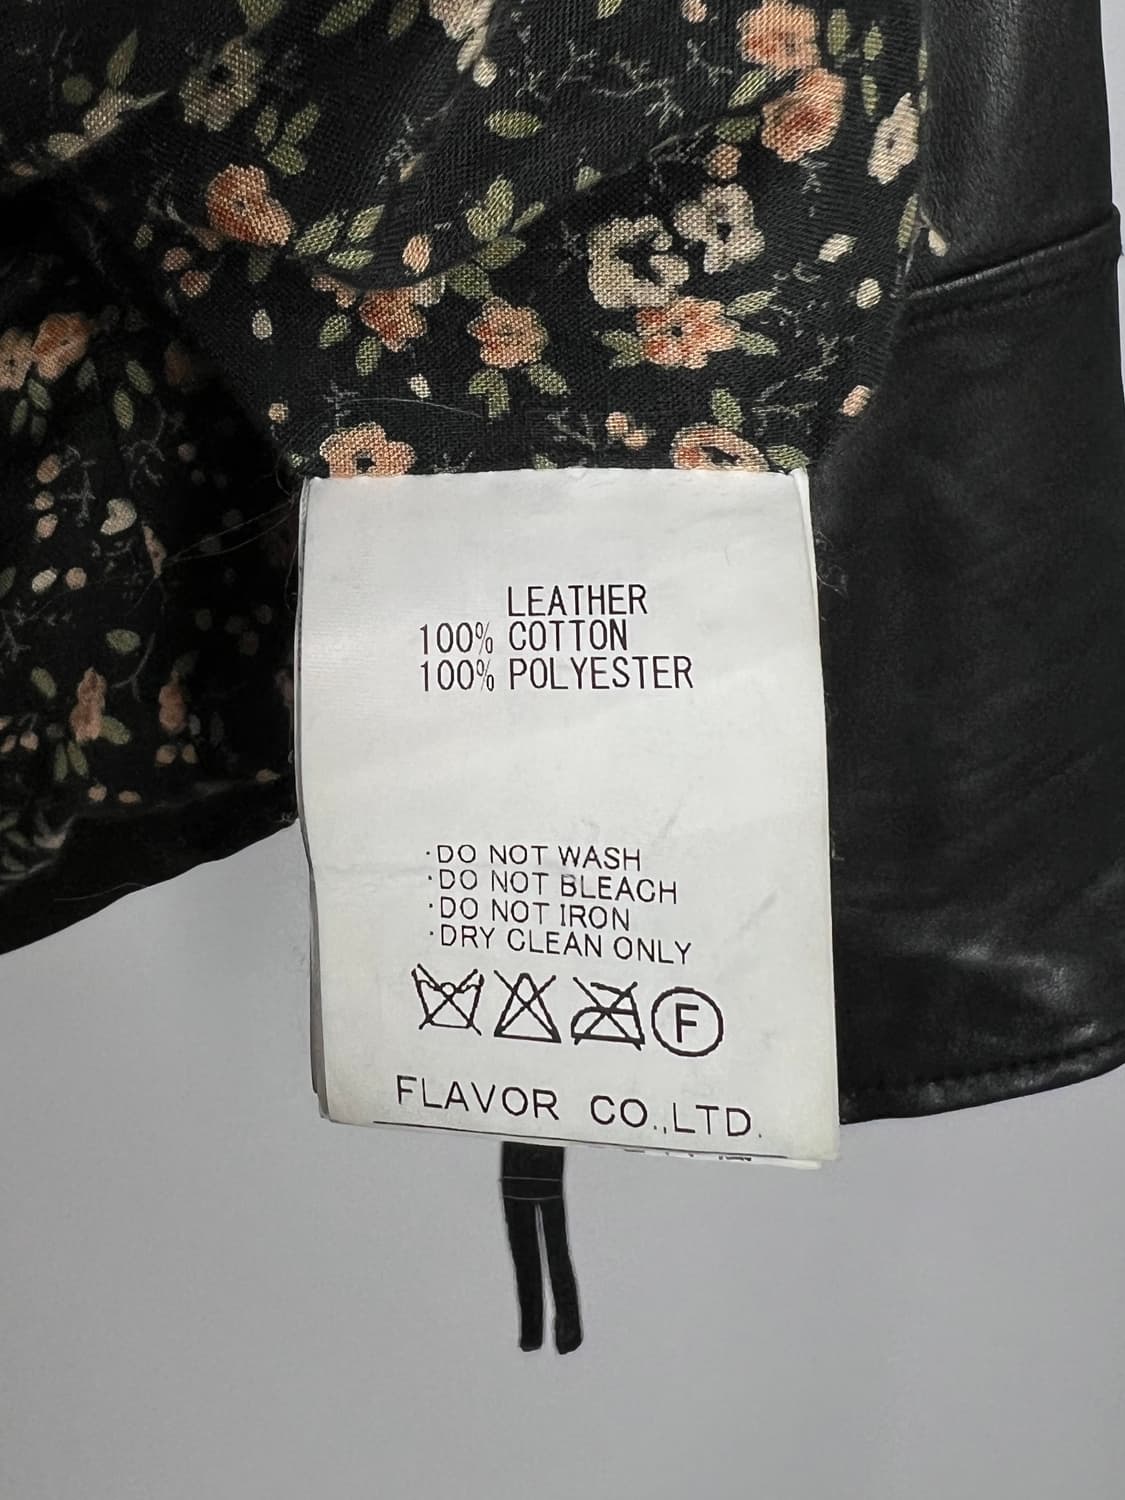 LEATHER
100% COTTON
100% POLYESTER
·DO NOT WASH
·DO NOT BLEACH
·DO NOT IRON
·DRY CLEAN ONLY
F
FLAVOR CO.,LTD.